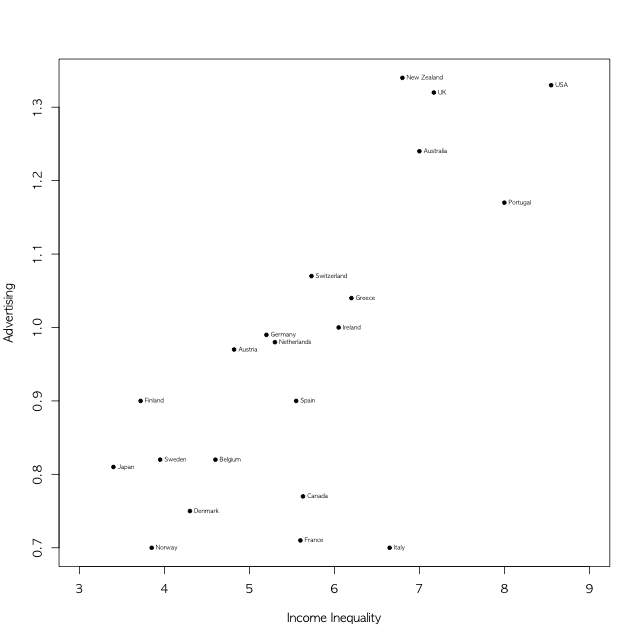 New Zealand
USA
UK
1.3
Australia
1.2
Portugal
1.1
Switzerland
Greece
Advertising
1.0
Ireland
Germany
Netherlands
Austria
0.9
Finland
Spain
Sweden
Belgium
Japan
0.8
Canada
Denmark
France
0.7
Norway
Italy
3 4 5 6 7 8 9
Income Inequality